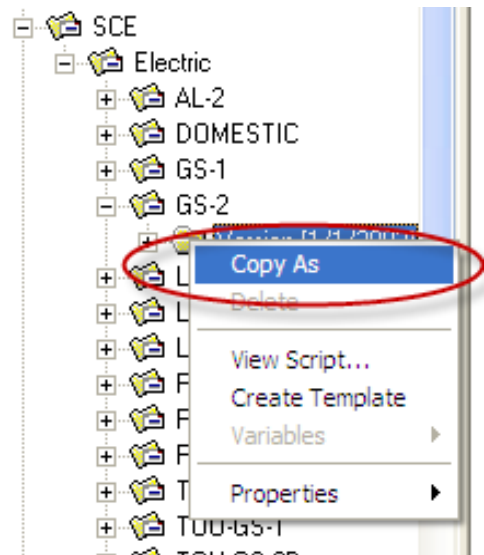 SCE
Electric
AL-2
DOMESTIC
GS-1
GS-2
Copy As
L
Delete
L
L
View Script...
F
Create Template
F
Variables
F
T
Properties
TOU-GS-1